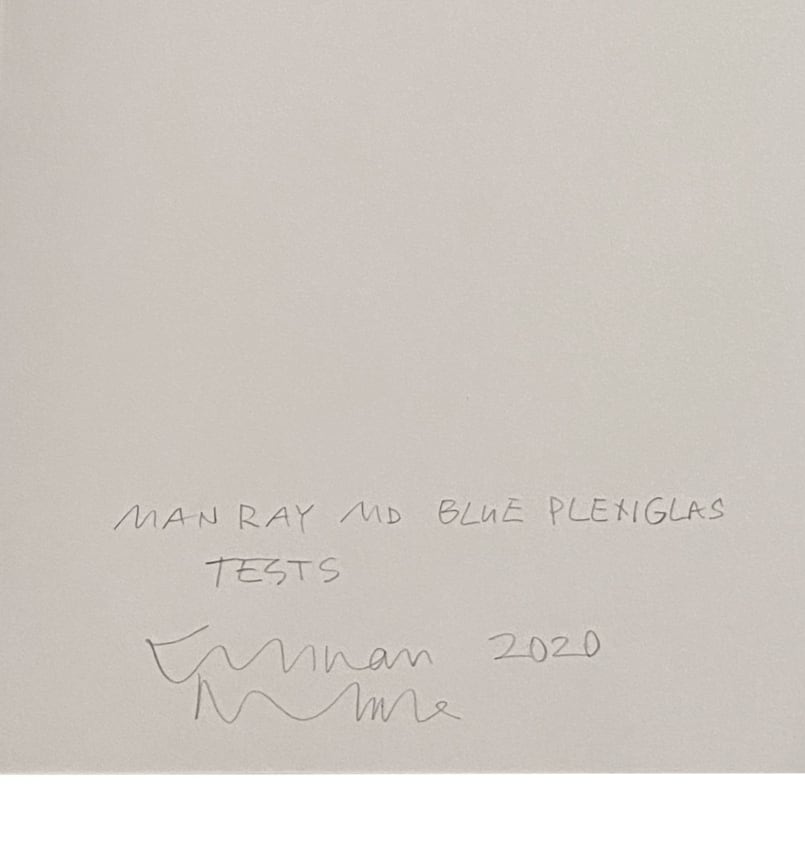 MAN RAY MD BLUE PLEXIGLAS
TESTS
2020